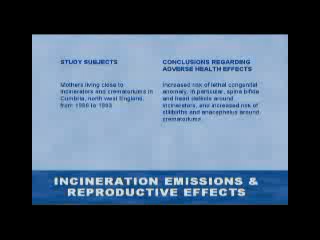 STUDY SUBJECTS
CONCLUSIONS REGARDING
ADVERSE HEALTH EFFECTS
Mothers living close to
incinerators and crematoriums in
Cumbria, north west England,
from 1956 to 1993
Increased risk of lethal congenital
anomaly, in particular, spina bifida
and heart defects around
incinerators, and increased risk of
stillbirths and anacephalus around
crematoriums
INCINERATION EMISSIONS &
REPRODUCTIVE EFFECTS